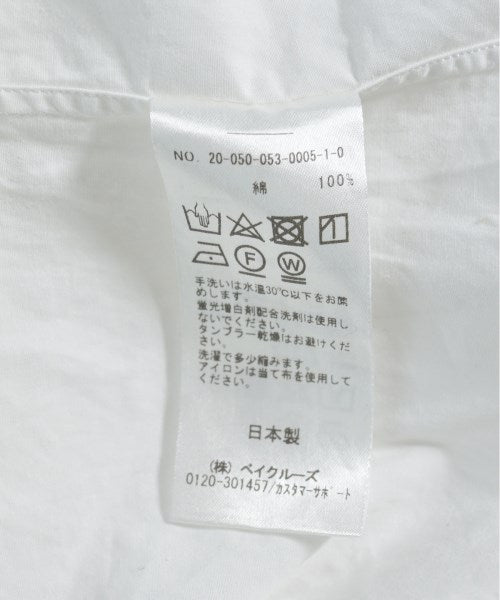 NO. 20-050-053-0005-1-0
綿 100%
F W
手洗いは水温30℃以下をお薦
めします。
蛍光増白剤配合洗剤は使用し
ないでください。
タンブラー乾燥はお避けくだ
さい。
洗濯で多少縮みます。
アイロンは当て布を使用して
ください。
日本製
(株) ベイクルーズ
0120-301457/カスタマーサポート